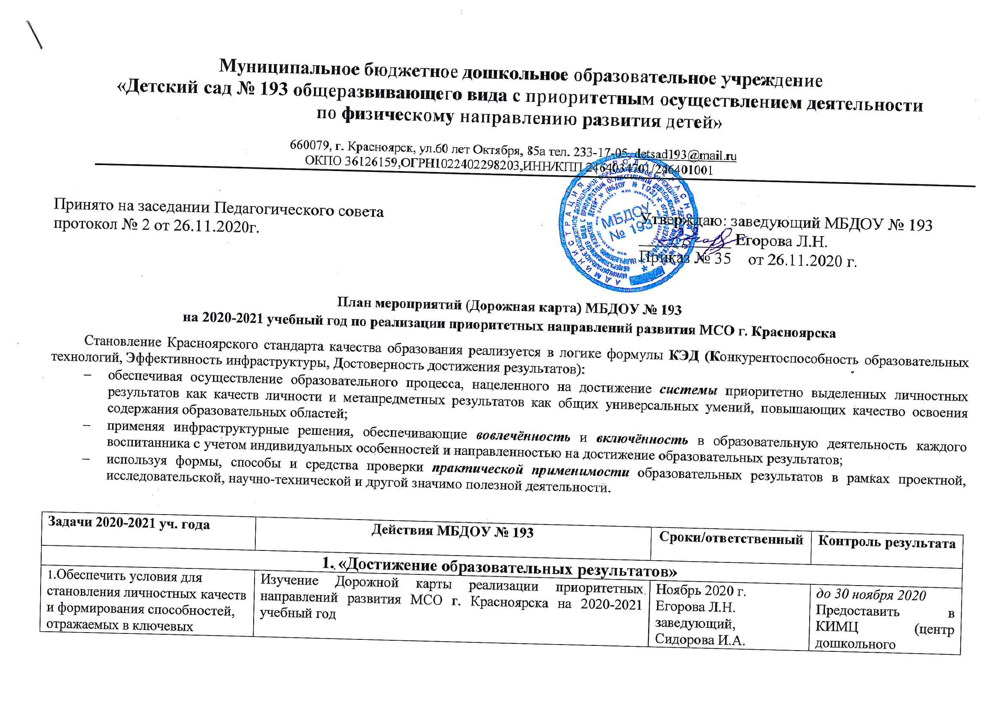 Муниципальное бюджетное дошкольное образовательное учреждение
«Детский сад № 193 общеразвивающего вида с приоритетным осуществлением деятельности
по физическому направлению развития детей»
660079, г. Красноярск, ул.60 лет Октября, 85а тел. 233-17-05, detsad193@mail.ru
ОКПО 36126159,ОГРН1022402298203,ИНН/КПП 2464034701/246401001
Принято на заседании Педагогического совета
протокол № 2 от 26.11.2020г.
МБДОУ
№ 193
Утверждаю: заведующий МБДОУ № 193
Егорова Л.Н.
Приказ № 35 от 26.11.2020 г.
План мероприятий (Дорожная карта) МБДОУ № 193
на 2020-2021 учебный год по реализации приоритетных направлений развития МСО г. Красноярска
Становление Красноярского стандарта качества образования реализуется в логике формулы КЭД (Конкурентоспособность образовательных
технологий, Эффективность инфраструктуры, Достоверность достижения результатов):
– обеспечивая осуществление образовательного процесса, нацеленного на достижение системы приоритетно выделенных личностных
результатов как качеств личности и метапредметных результатов как общих универсальных умений, повышающих качество освоения
содержания образовательных областей;
– применяя инфраструктурные решения, обеспечивающие вовлечённость и включённость в образовательную деятельность каждого
воспитанника с учетом индивидуальных особенностей и направленностью на достижение образовательных результатов;
– используя формы, способы и средства проверки практической применимости образовательных результатов в рамках проектной,
исследовательской, научно-технической и другой значимо полезной деятельности.
Задачи 2020-2021 уч. года
Действия МБДОУ № 193
Сроки/ответственный
Контроль результата
1. «Достижение образовательных результатов»
1.Обеспечить условия для
становления личностных качеств
и формирования способностей,
отражаемых в ключевых
Изучение Дорожной карты реализации приоритетных
направлений развития МСО г. Красноярска на 2020-2021
учебный год
Ноябрь 2020 г.
Егорова Л.Н.
заведующий,
Сидорова И.А.
до 30 ноября 2020
Предоставить в
КИМЦ (центр
дошкольного